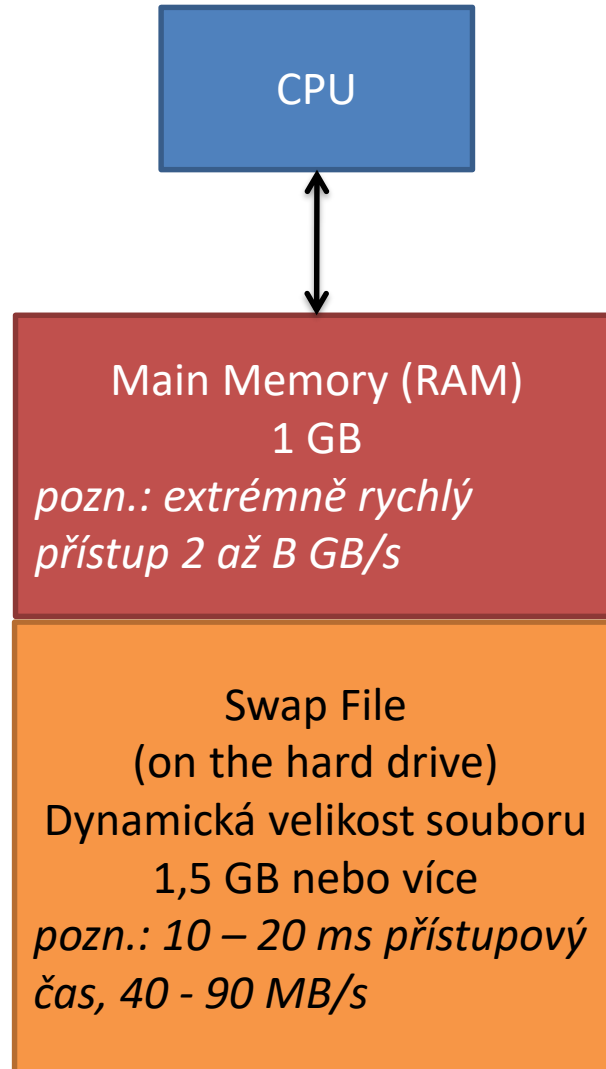 CPU
Main Memory (RAM)
1 GB
pozn.: extrémně rychlý
přístup 2 až B GB/s
Swap File
(on the hard drive)
Dynamická velikost souboru
1,5 GB nebo více
pozn.: 10 – 20 ms přístupový
čas, 40 - 90 MB/s